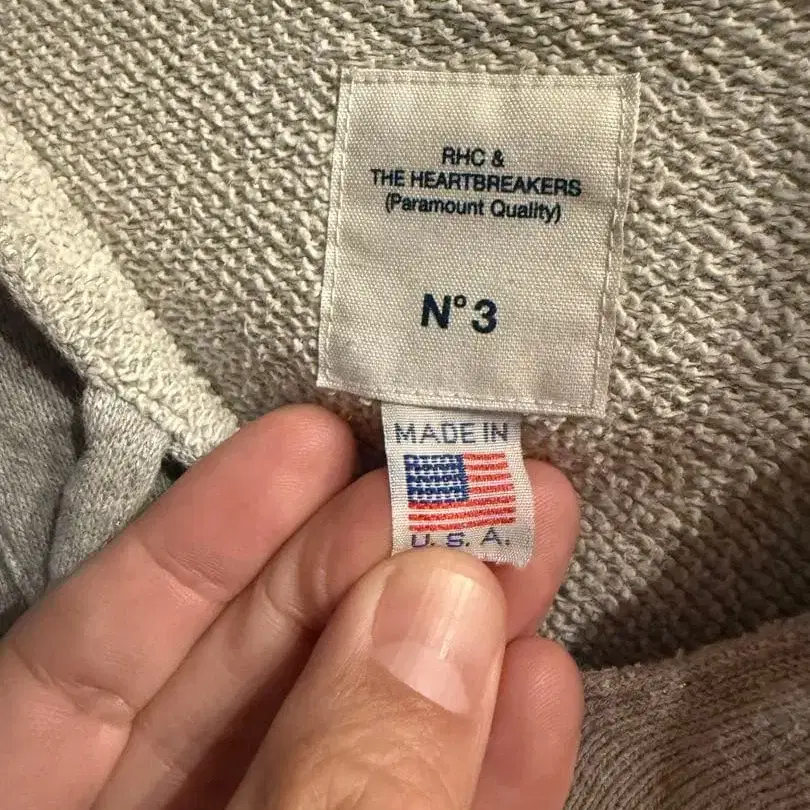 RHC &
THE HEARTBREAKERS
(Paramount Quality)
N°3
MADE IN
U. S. A.